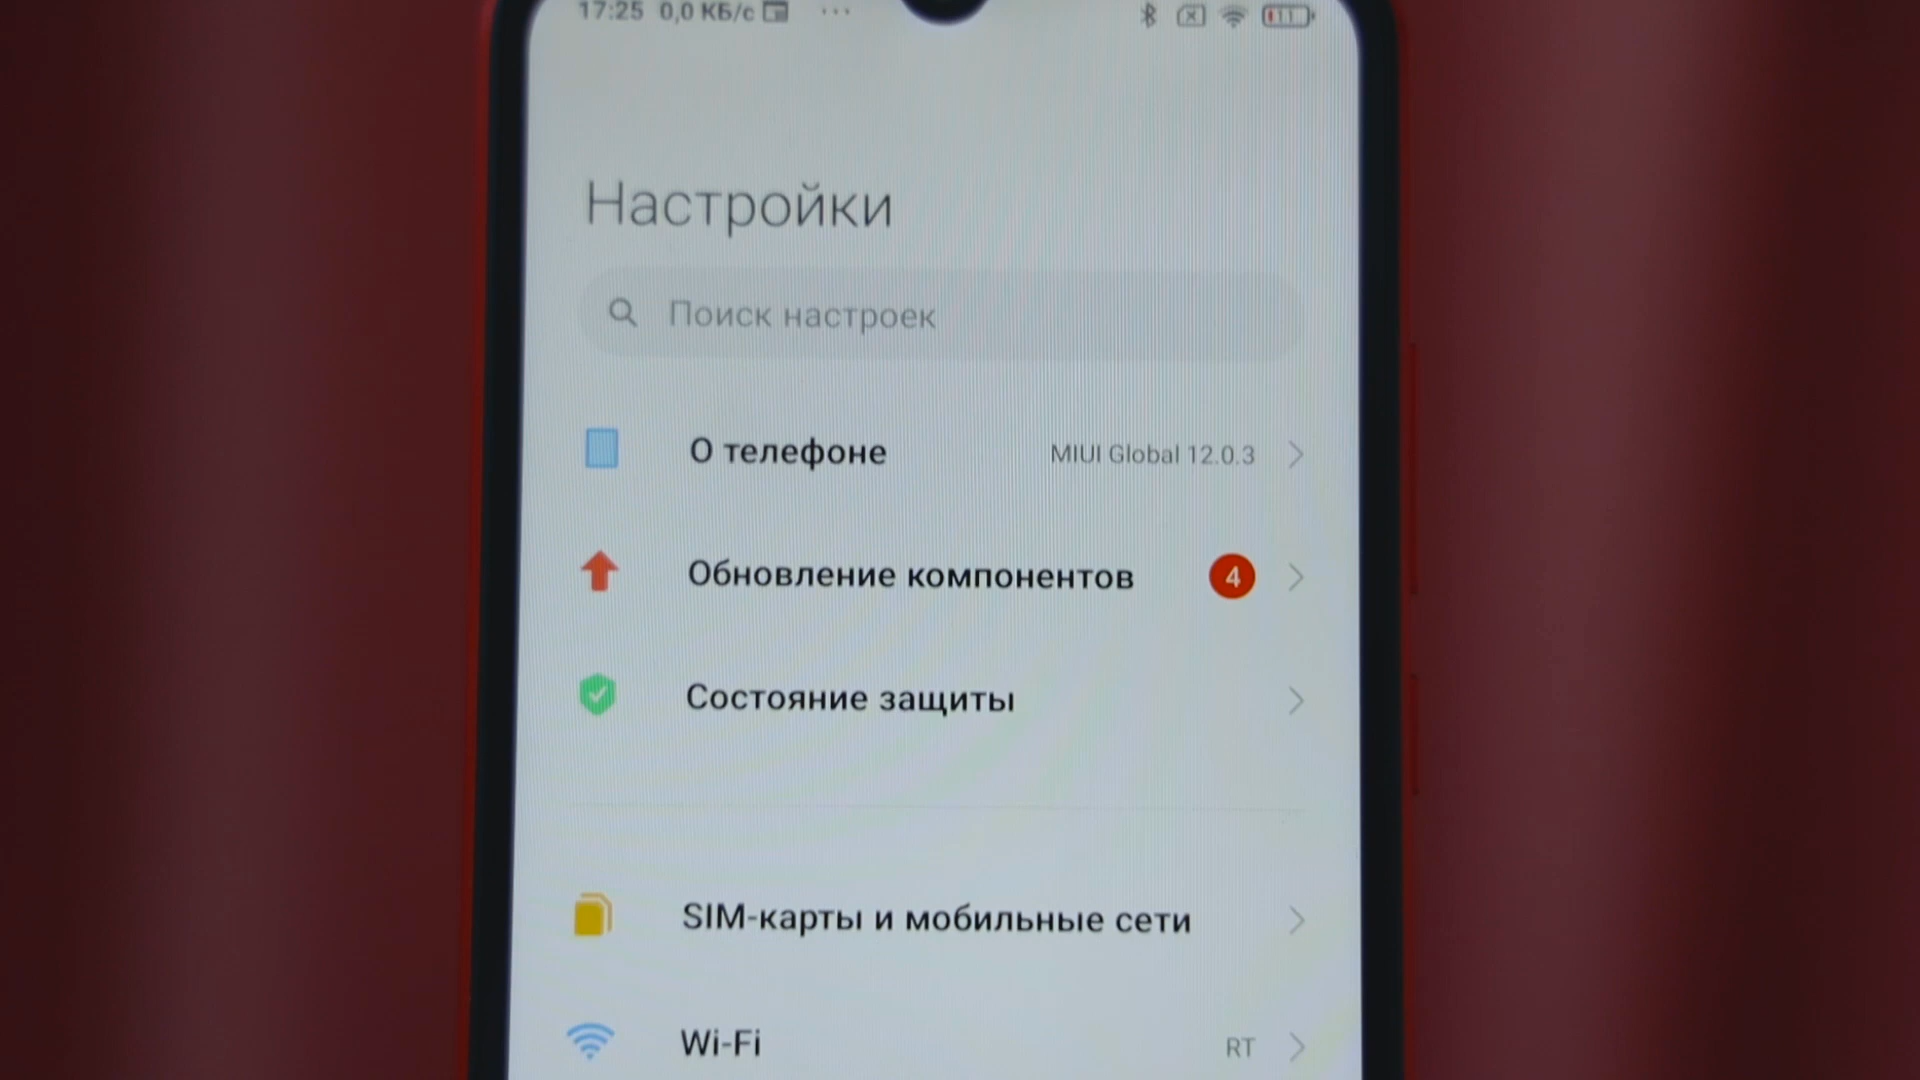 17:25 0,0 КБ/с ...
11
Настройки
Поиск настроек
О телефоне MIUI Global 12.0.3
Обновление компонентов 4
Состояние защиты
SIM-карты и мобильные сети
Wi-Fi RT